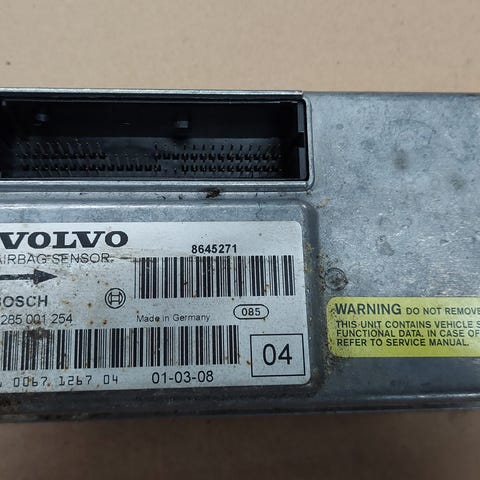 VOLVO
8645271
AIRBAG SENSOR
BOSCH
285 001 254
Made in Germany
085
04
0067 1267 04
01-03-08
WARNING DO NOT REMOVE
THIS UNIT CONTAINS VEHICLE S
FUNCTIONAL DATA. IN CASE OF
REFER TO SERVICE MANUAL.